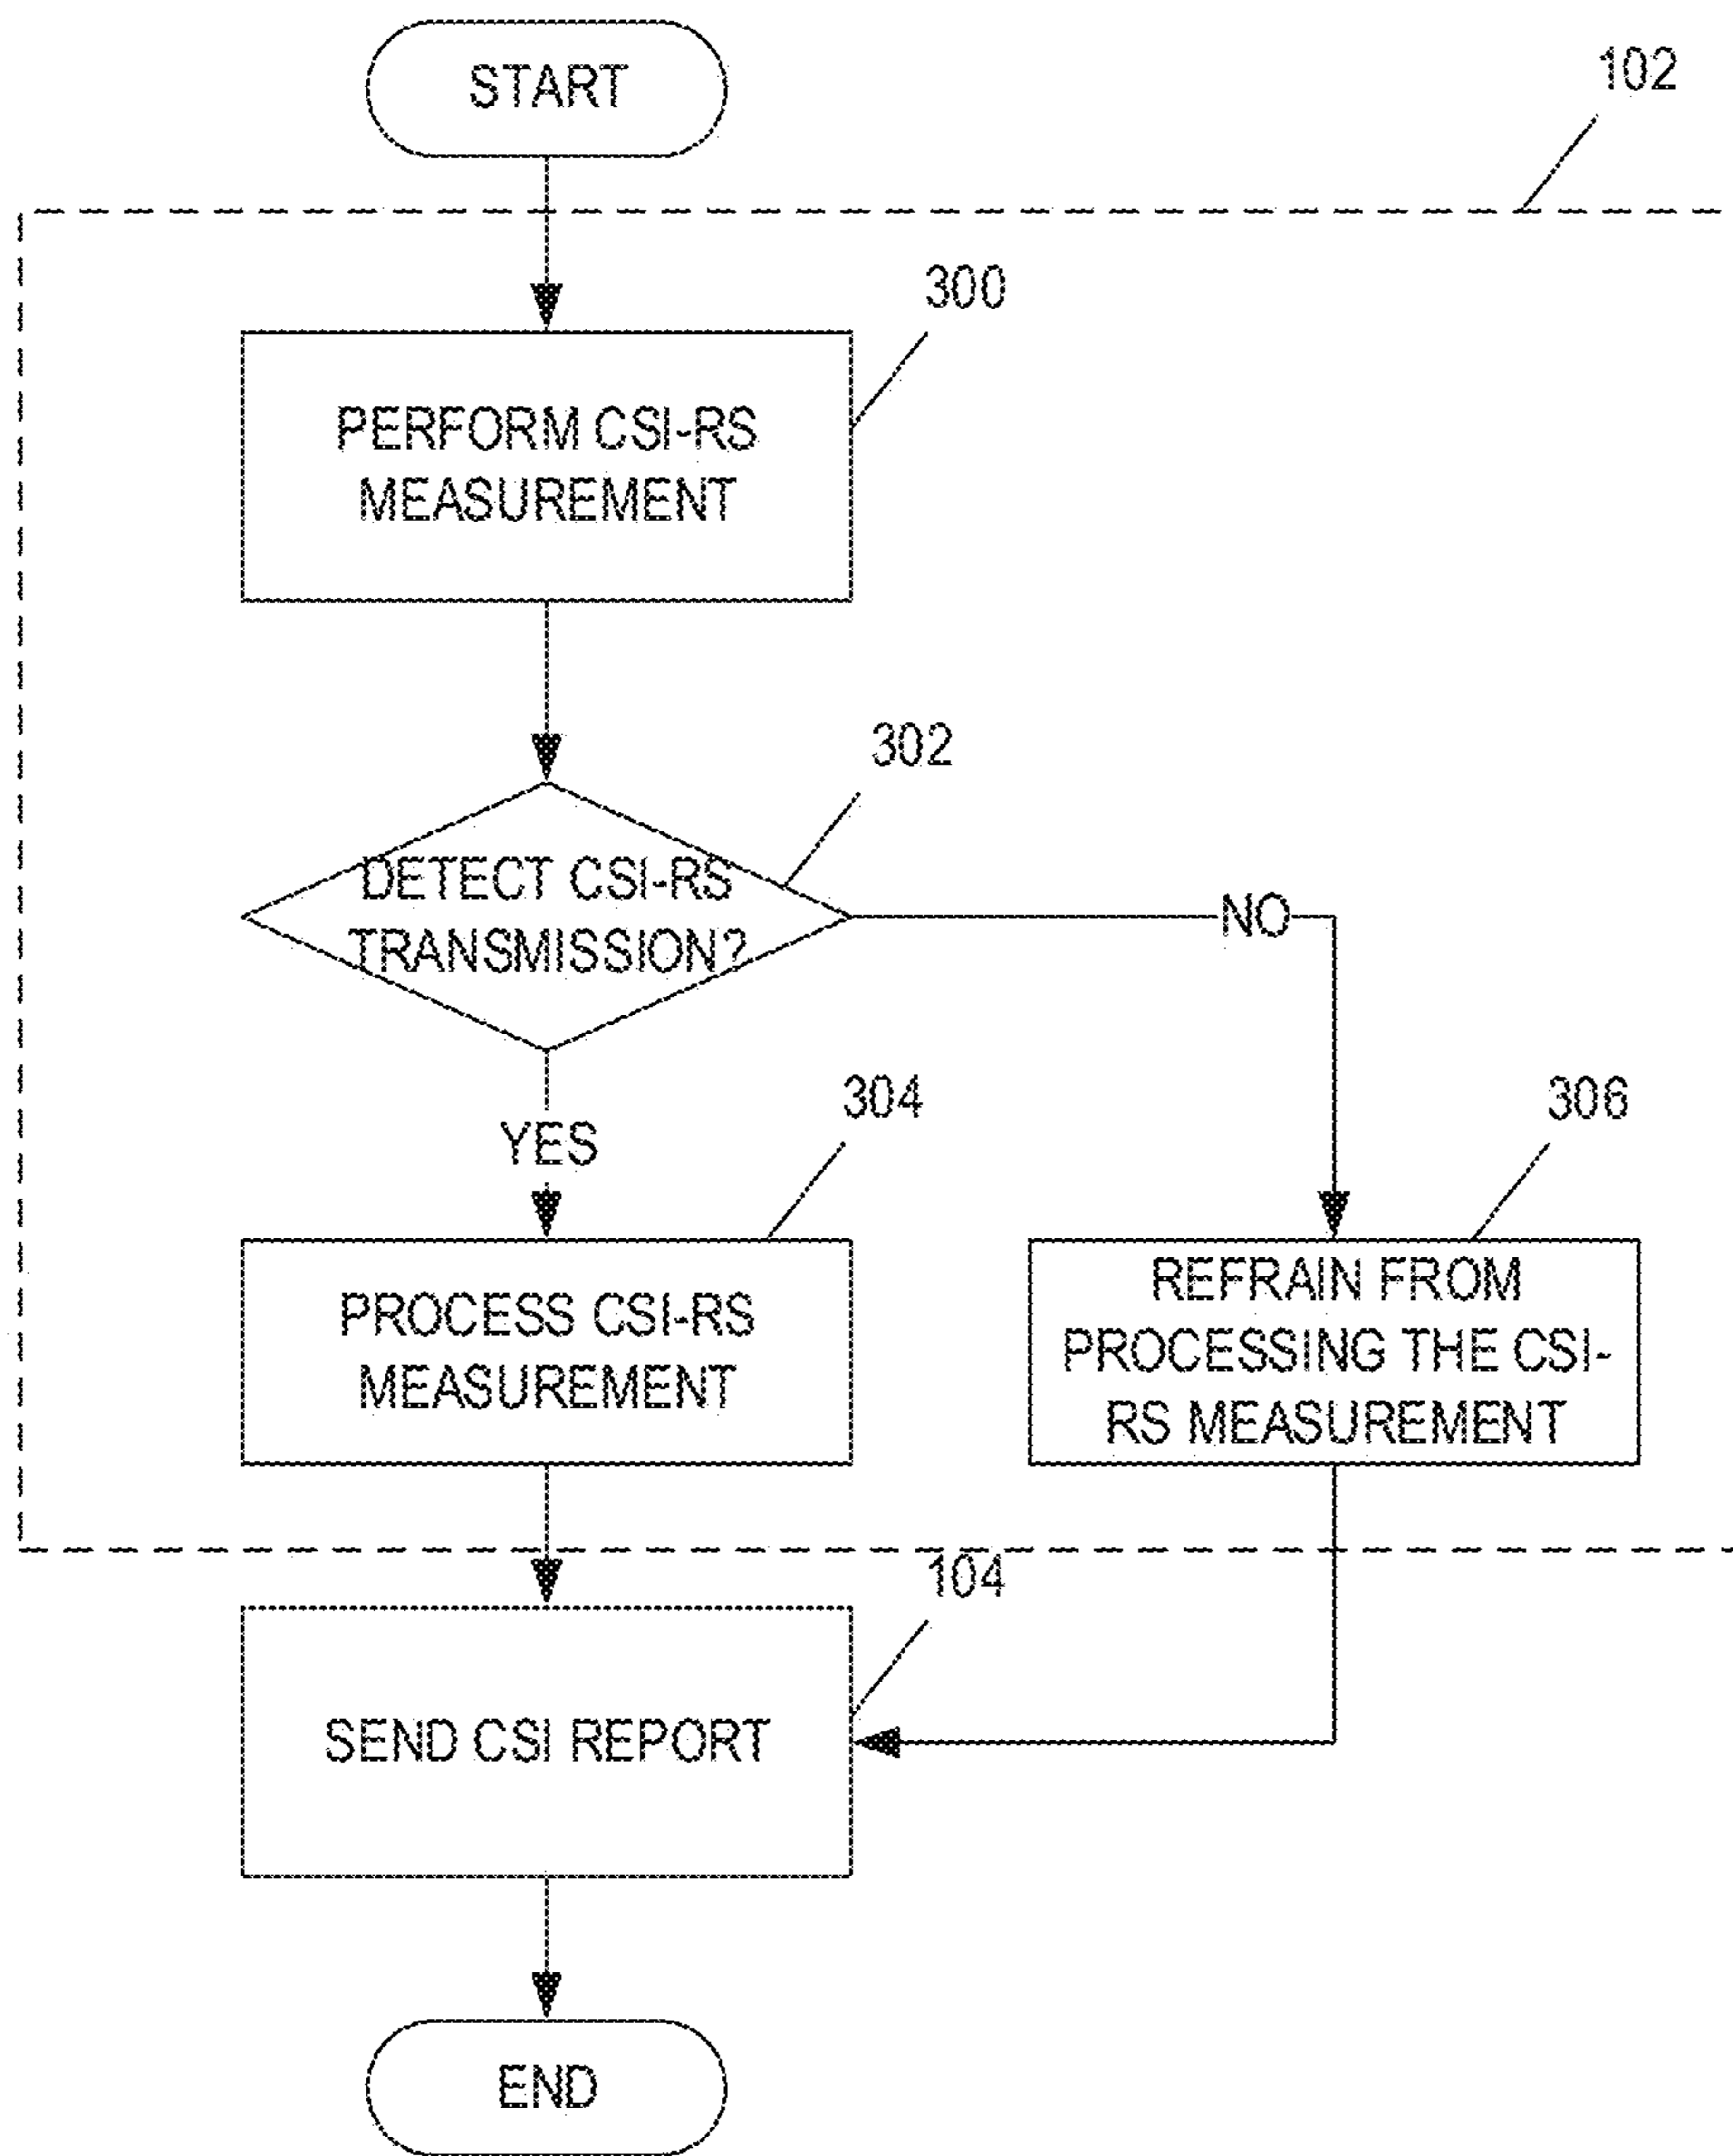 START
102
300
PERFORM CSI-RS
MEASUREMENT
302
DETECT CSI-RS
TRANSMISSION?
NO
YES
304
306
PROCESS CSI-RS
MEASUREMENT
REFRAIN FROM
PROCESSING THE CSI-
RS MEASUREMENT
104
SEND CSI REPORT
END